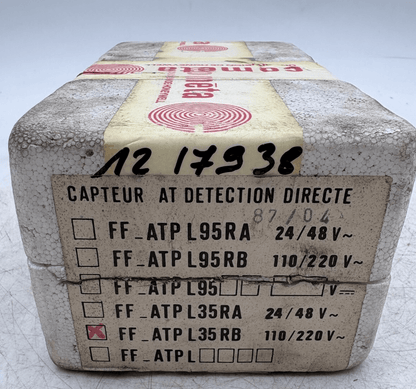 12 17938
CAPTEUR AT DETECTION DIRECTE
87/04
FF_ATP L95RA 24/48 V~
FF_ATP L95RB 110/220 V~
FF_ATP L95 V
FF_ATP L35RA 24/48 V~
FF_ATP L35RB 110/220 V~
FF_ATP L